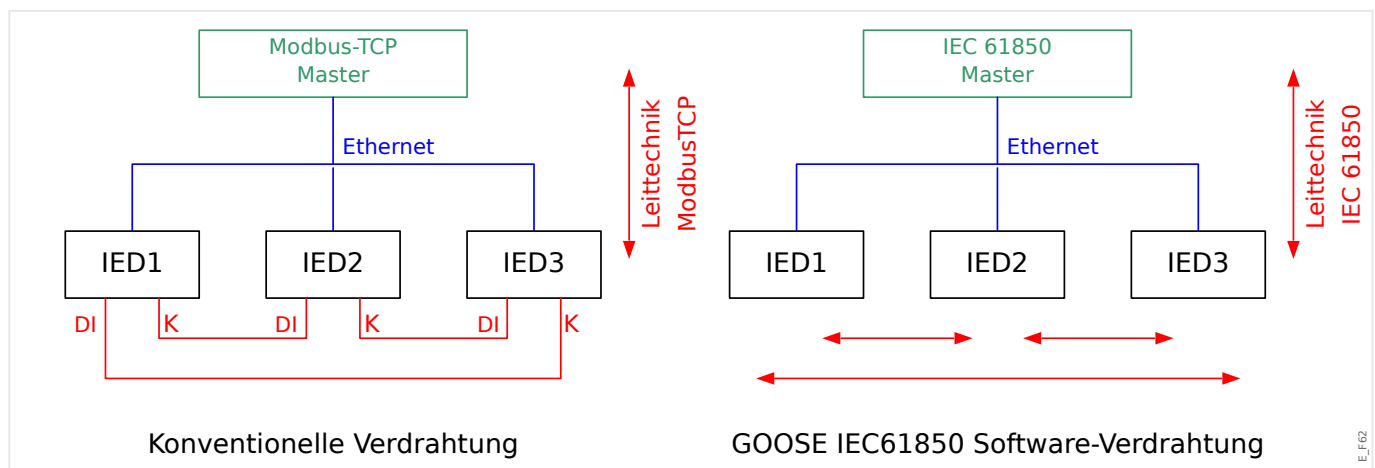 Modbus-TCP
Master
Ethernet
Leittechnik
ModbusTCP
IED1
IED2
IED3
DI
K
DI
K
DI
K
Konventionelle Verdrahtung
IEC 61850
Master
Ethernet
Leittechnik
IEC 61850
IED1
IED2
IED3
GOOSE IEC61850 Software-Verdrahtung
E_F62